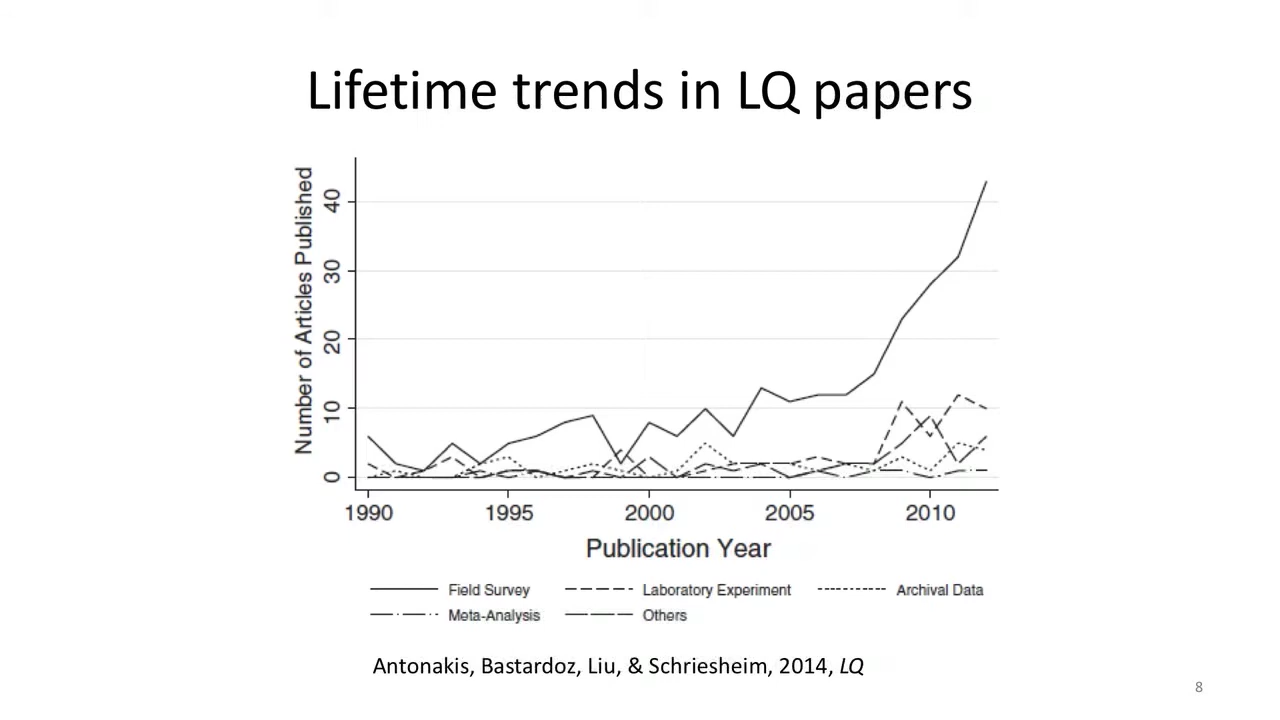 Lifetime trends in LQ papers
Number of Articles Published
40
30
20
10
0
1990 1995 2000 2005 2010
Publication Year
Field Survey Laboratory Experiment Archival Data
Meta-Analysis Others
Antonakis, Bastardoz, Liu, & Schriesheim, 2014, LQ
8